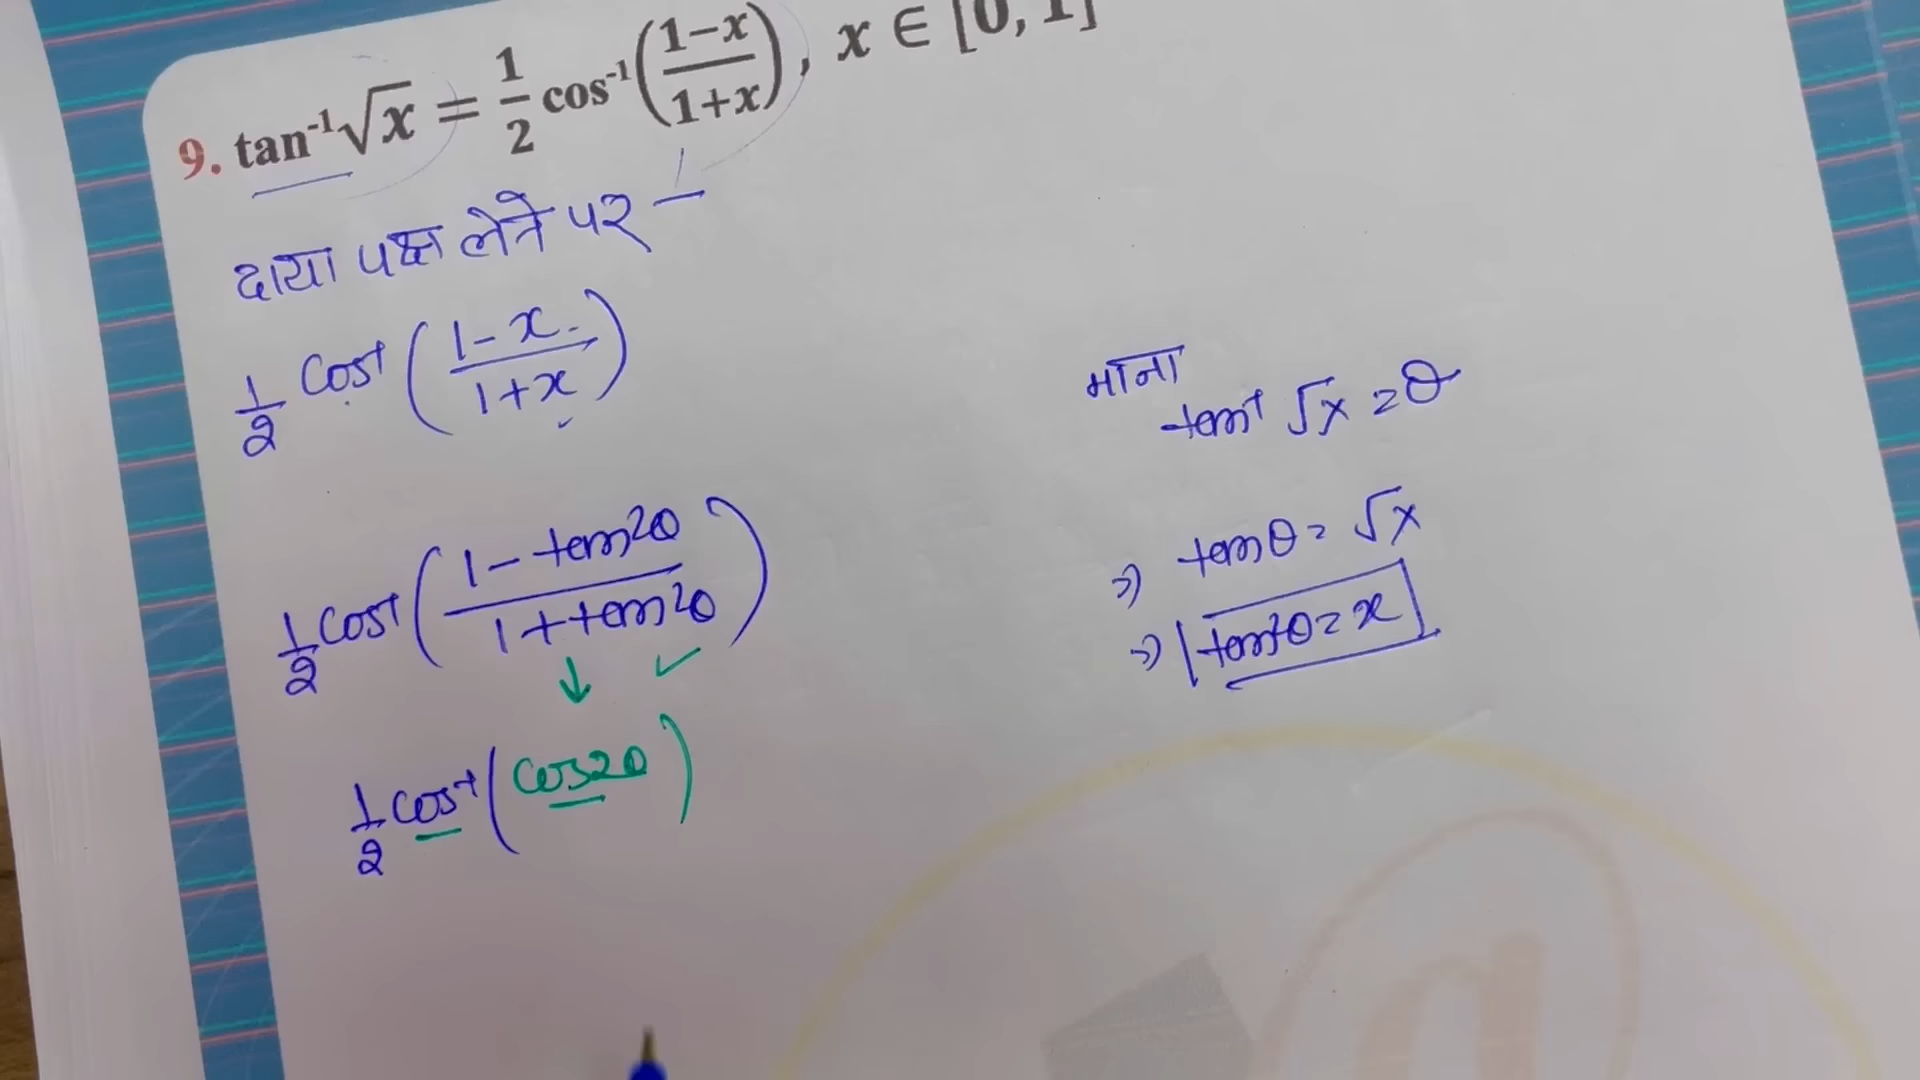 9. tan⁻¹√x = 1/2 cos⁻¹((1-x)/(1+x)), x ∈ [0, 1]
दाया पक्ष लेने पर —
1/2 cos⁻¹((1-x)/(1+x))
माना
tan⁻¹ √x = θ
1/2 cos⁻¹((1 - tan²θ)/(1 + tan²θ))
⇒ tanθ = √x
⇒ tan²θ = x
↓ ✓
1/2 cos⁻¹(cos2θ)